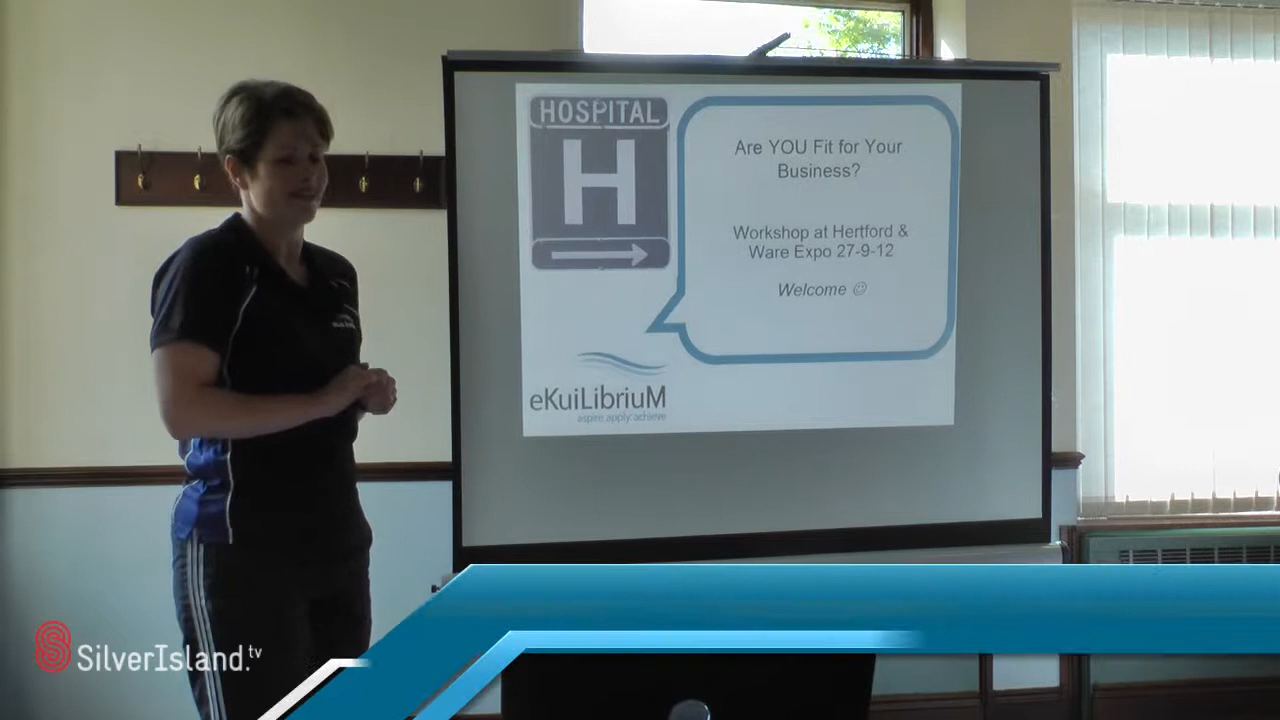 HOSPITAL
H
Are YOU Fit for Your
Business?
Workshop at Hertford &
Ware Expo 27-9-12
Welcome ☺
eKuiLibriuM
aspire apply achieve
SilverIsland.tv